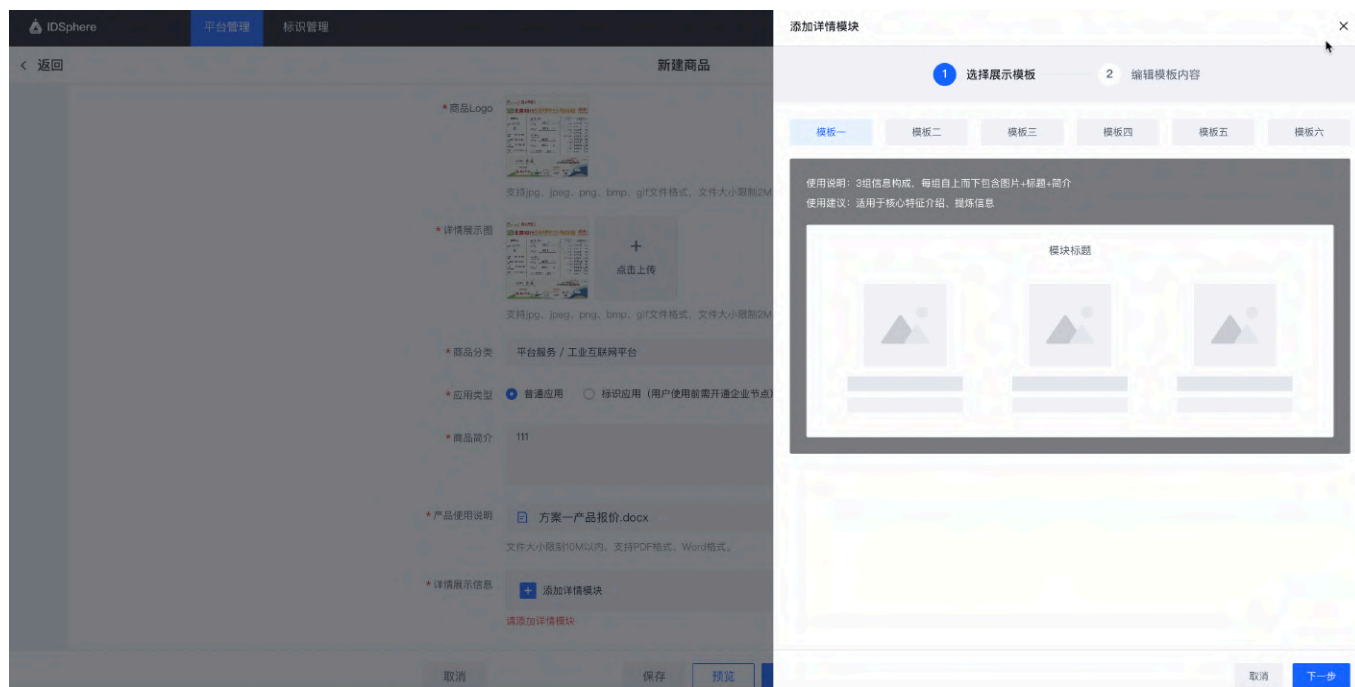 IDSphere
平台管理
标识管理
返回
新建商品
*商品Logo
支持jpg、jpeg、png、bmp、gif文件格式，文件大小限制2M
*详情展示图
点击上传
支持jpg、jpeg、png、bmp、gif文件格式，文件大小限制2M
*商品分类
平台服务 / 工业互联网平台
*应用类型
普通应用
标识应用（用户使用前需开通企业节点）
*商品简介
111
*产品使用说明
方案一产品报价.docx
文件大小限制10M以内，支持PDF格式、Word格式。
*详情展示信息
添加详情模块
请添加详情模块
取消
保存
预览
添加详情模块
1 选择展示模板
2 编辑模板内容
模板一
模板二
模板三
模板四
模板五
模板六
使用说明：3组信息构成，每组自上而下包含图片+标题+简介
使用建议：适用于核心特征介绍、提炼信息
模块标题
取消
下一步